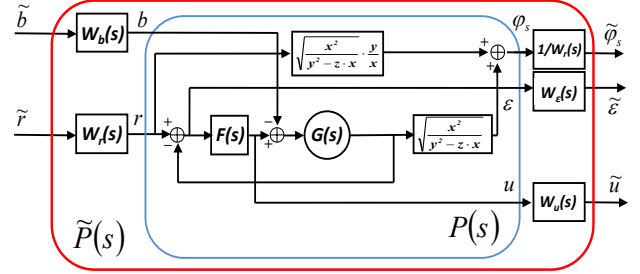 b̃ W_b(s) b φ_s φ̃_s
√(x²/(y² − z · x)) · y/x + + 1/W_r(s)
r̃ W_r(s) r + − F(s) − + G(s) √(x²/(y² − z · x)) ε W_ε(s) ε̃
u W_u(s) ũ
P̃(s) P(s)